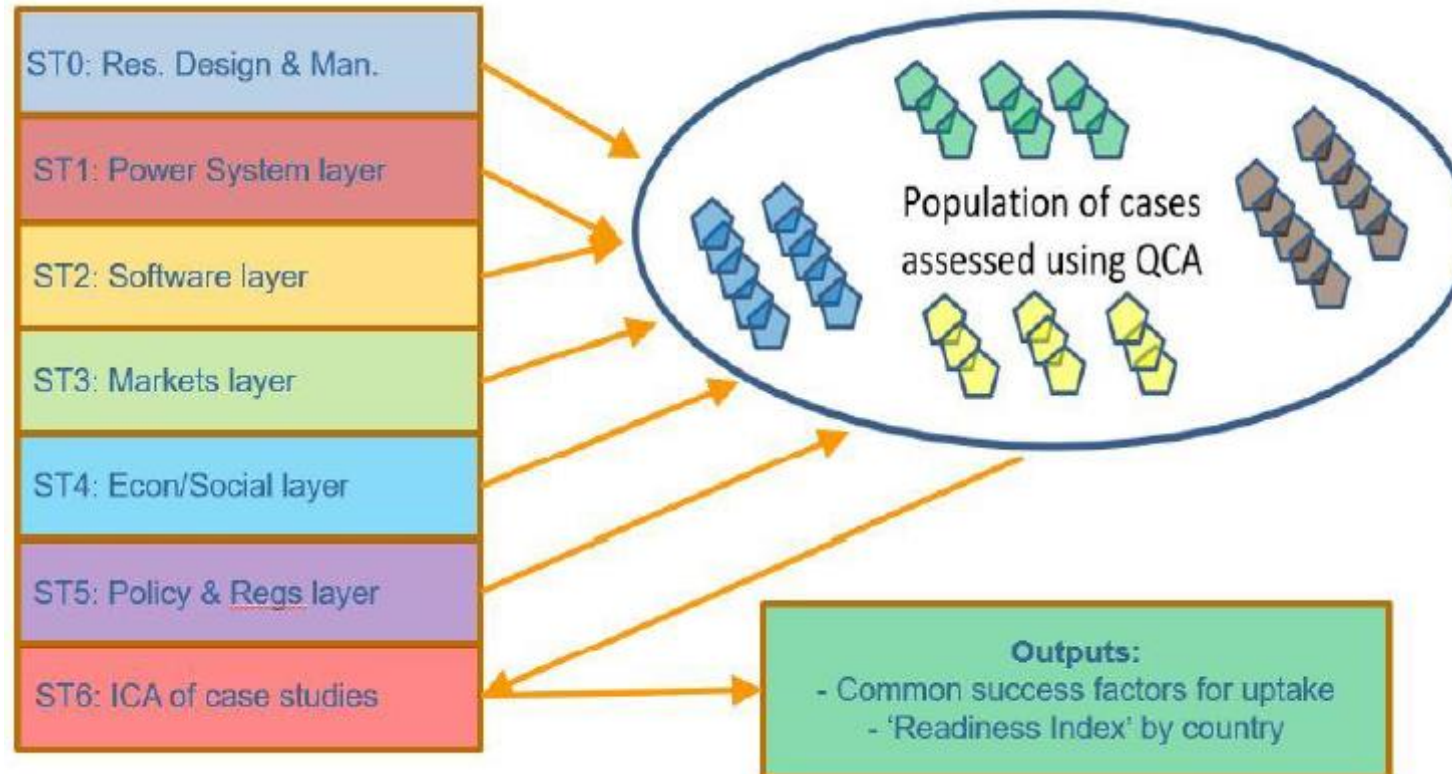 ST0: Res. Design & Man.
ST1: Power System layer
ST2: Software layer
ST3: Markets layer
ST4: Econ/Social layer
ST5: Policy & Regs layer
ST6: ICA of case studies
Population of cases
assessed using QCA
Outputs:
- Common success factors for uptake
- ‘Readiness Index’ by country